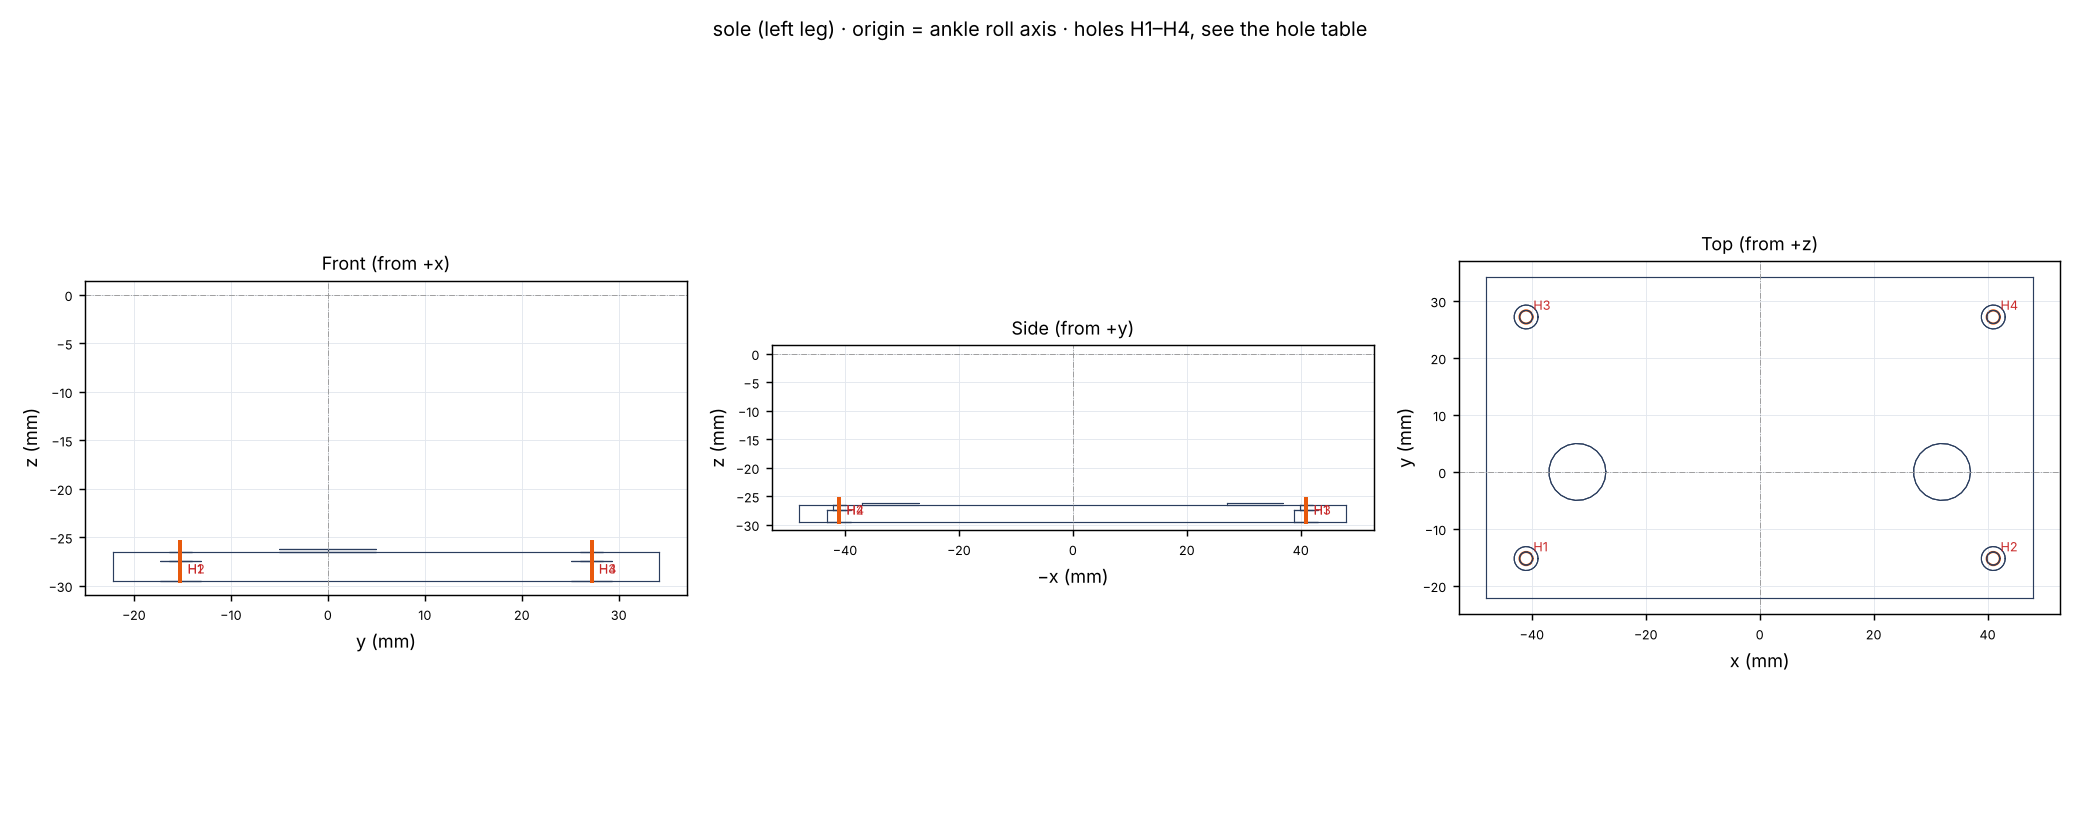 sole (left leg) · origin = ankle roll axis · holes H1–H4, see the hole table
Front (from +x)
0
−5
−10
−15
−20
−25
−30
z (mm)
−20
−10
0
10
20
30
y (mm)
Side (from +y)
0
−5
−10
−15
−20
−25
−30
z (mm)
−40
−20
0
20
40
−x (mm)
Top (from +z)
H3
H4
H1
H2
30
20
10
0
−10
−20
y (mm)
−40
−20
0
20
40
x (mm)